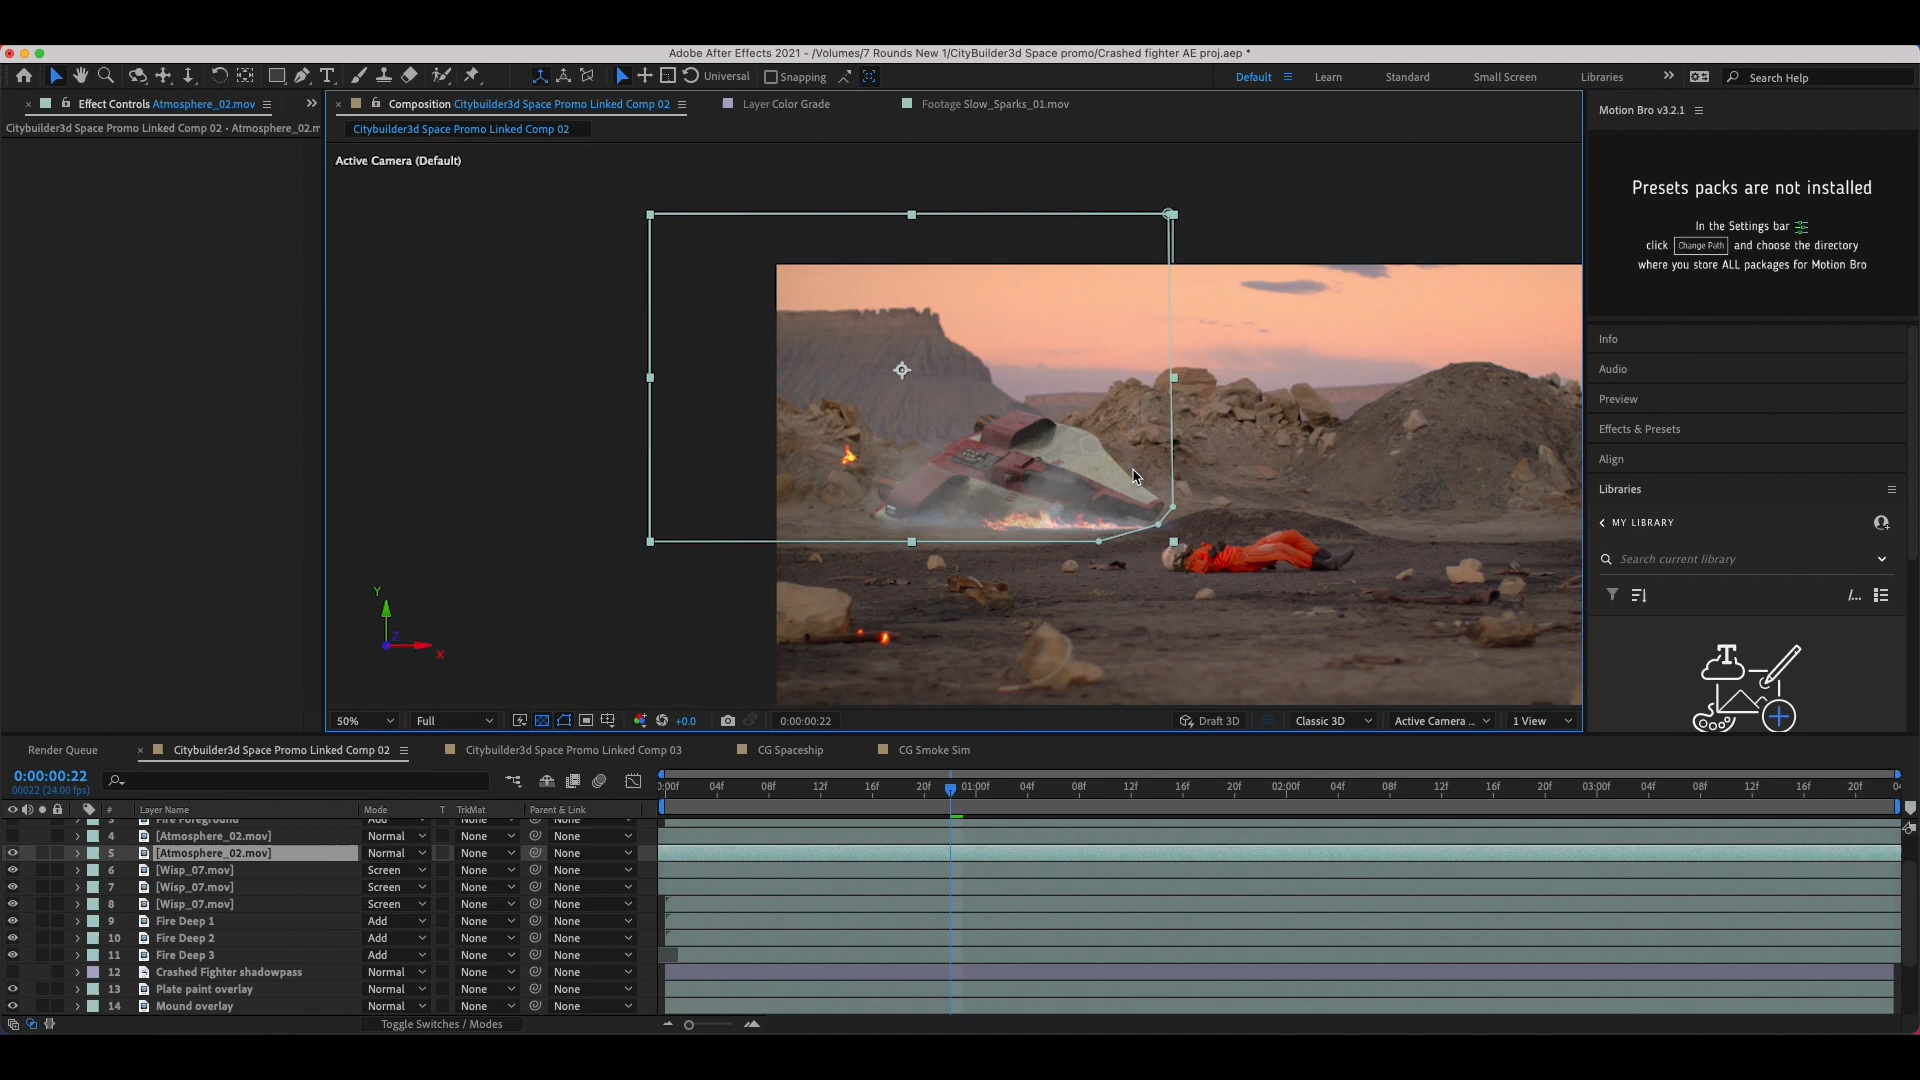 Adobe After Effects 2021 - /Volumes/7 Rounds New 1/CityBuilder3d Space promo/Crashed fighter AE proj.aep *
Universal
Snapping
Default
Learn
Standard
Small Screen
Libraries
Search Help
Effect Controls Atmosphere_02.mov
Composition Citybuilder3d Space Promo Linked Comp 02
Layer Color Grade
Footage Slow_Sparks_01.mov
Citybuilder3d Space Promo Linked Comp 02 • Atmosphere_02.m
Citybuilder3d Space Promo Linked Comp 02
Active Camera (Default)
Y
Z
X
50%
Full
+0.0
0:00:00:22
Draft 3D
Classic 3D
Active Camera ...
1 View
Motion Bro v3.2.1
Presets packs are not installed
In the Settings bar
click Change Path and choose the directory
where you store ALL packages for Motion Bro
Info
Audio
Preview
Effects & Presets
Align
Libraries
MY LIBRARY
Search current library
/...
Render Queue
Citybuilder3d Space Promo Linked Comp 02
Citybuilder3d Space Promo Linked Comp 03
CG Spaceship
CG Smoke Sim
0:00:00:22
00022 (24.00 fps)
):00f 04f 08f 12f 16f 20f 01:00f 04f 08f 12f 16f 20f 02:00f 04f 08f 12f 16f 20f 03:00f 04f 08f 12f 16f 20f 04
# Layer Name Mode T TrkMat Parent & Link
3 Fire Foreground Add None None
4 [Atmosphere_02.mov] Normal None None
5 [Atmosphere_02.mov] Normal None None
6 [Wisp_07.mov] Screen None None
7 [Wisp_07.mov] Screen None None
8 [Wisp_07.mov] Screen None None
9 Fire Deep 1 Add None None
10 Fire Deep 2 Add None None
11 Fire Deep 3 Add None None
12 Crashed Fighter shadowpass Normal None None
13 Plate paint overlay Normal None None
14 Mound overlay Normal None None
Toggle Switches / Modes